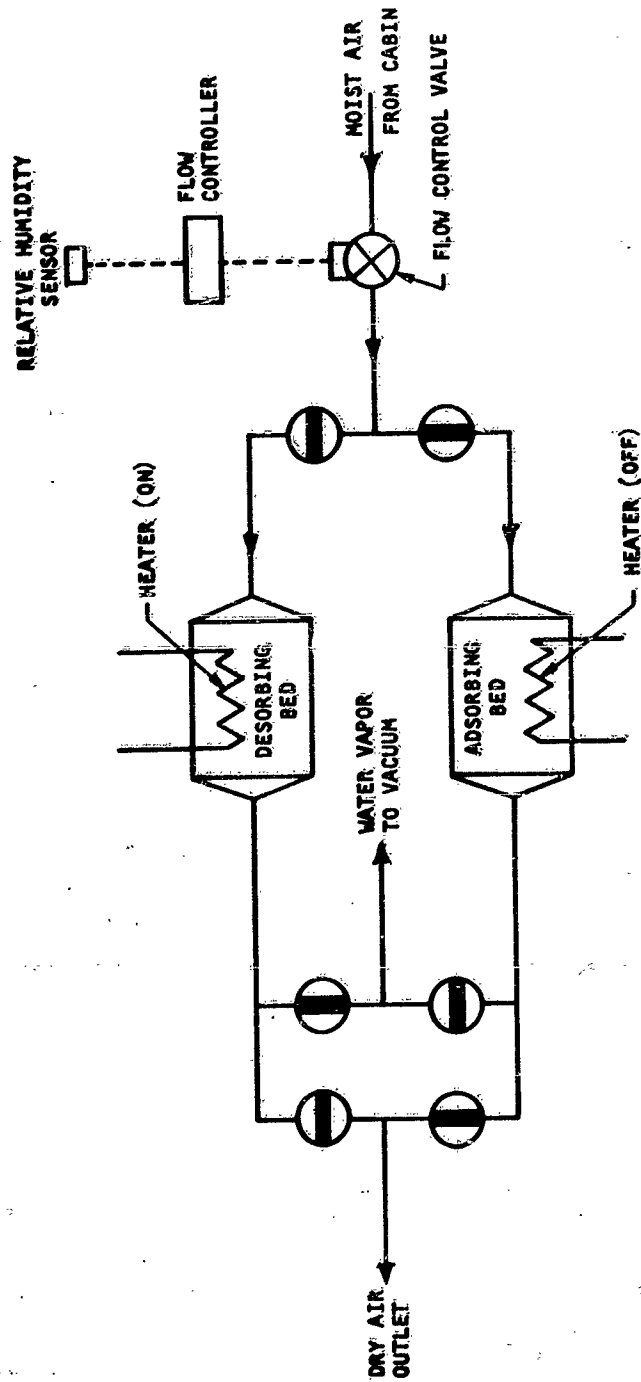 RELATIVE HUMIDITY
SENSOR
FLOW
CONTROLLER
MOIST AIR
FROM CABIN
FLOW CONTROL VALVE
HEATER (ON)
DESORBING
BED
WATER VAPOR
TO VACUUM
ADSORBING
BED
HEATER (OFF)
DRY AIR
OUTLET